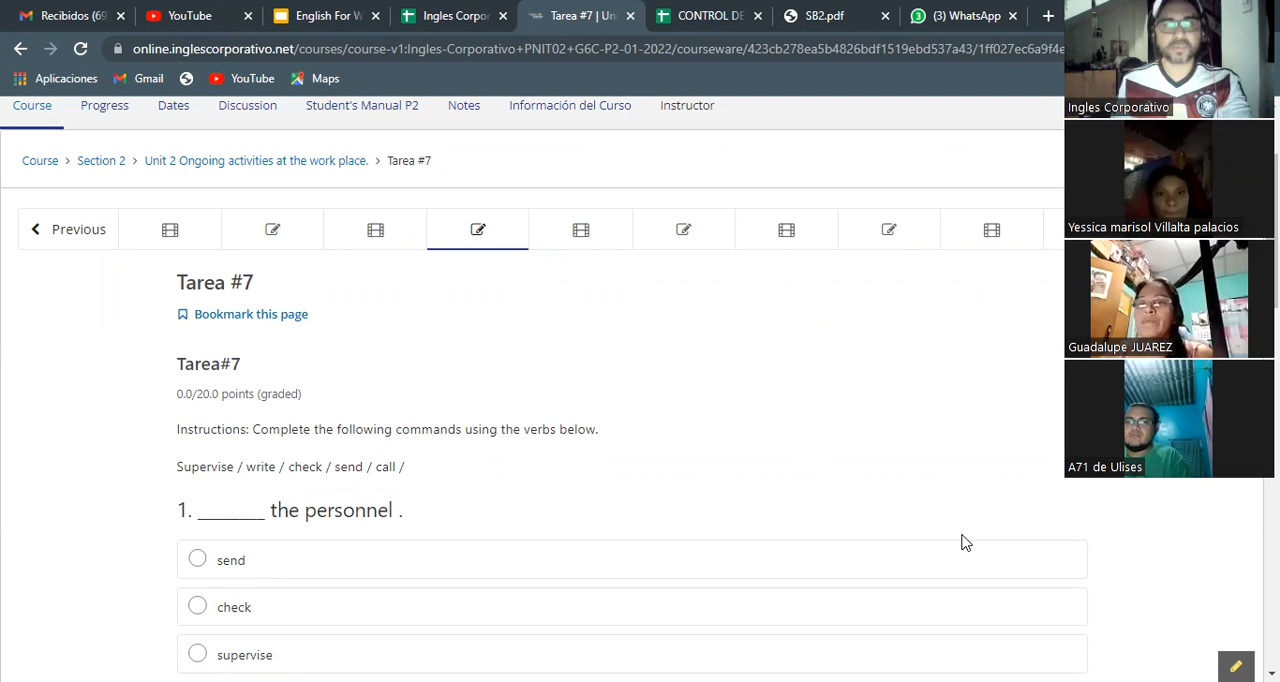 Recibidos (69
YouTube
English For W
Ingles Corpor
Tarea #7 | Un
CONTROL DE
SB2.pdf
(3) WhatsApp
online.inglescorporativo.net/courses/course-v1:Ingles-Corporativo+PNIT02+G6C-P2-01-2022/courseware/423cb278ea5b4826bdf1519ebd537a43/1ff027ec6a9f4e
Aplicaciones
Gmail
YouTube
Maps
Course
Progress
Dates
Discussion
Student's Manual P2
Notes
Información del Curso
Instructor
Course > Section 2 > Unit 2 Ongoing activities at the work place. > Tarea #7
Previous
Tarea #7
Bookmark this page
Tarea#7
0.0/20.0 points (graded)
Instructions: Complete the following commands using the verbs below.
Supervise / write / check / send / call /
1. ________ the personnel .
send
check
supervise
Ingles Corporativo
Yessica marisol Villalta palacios
Guadalupe JUAREZ
A71 de Ulises